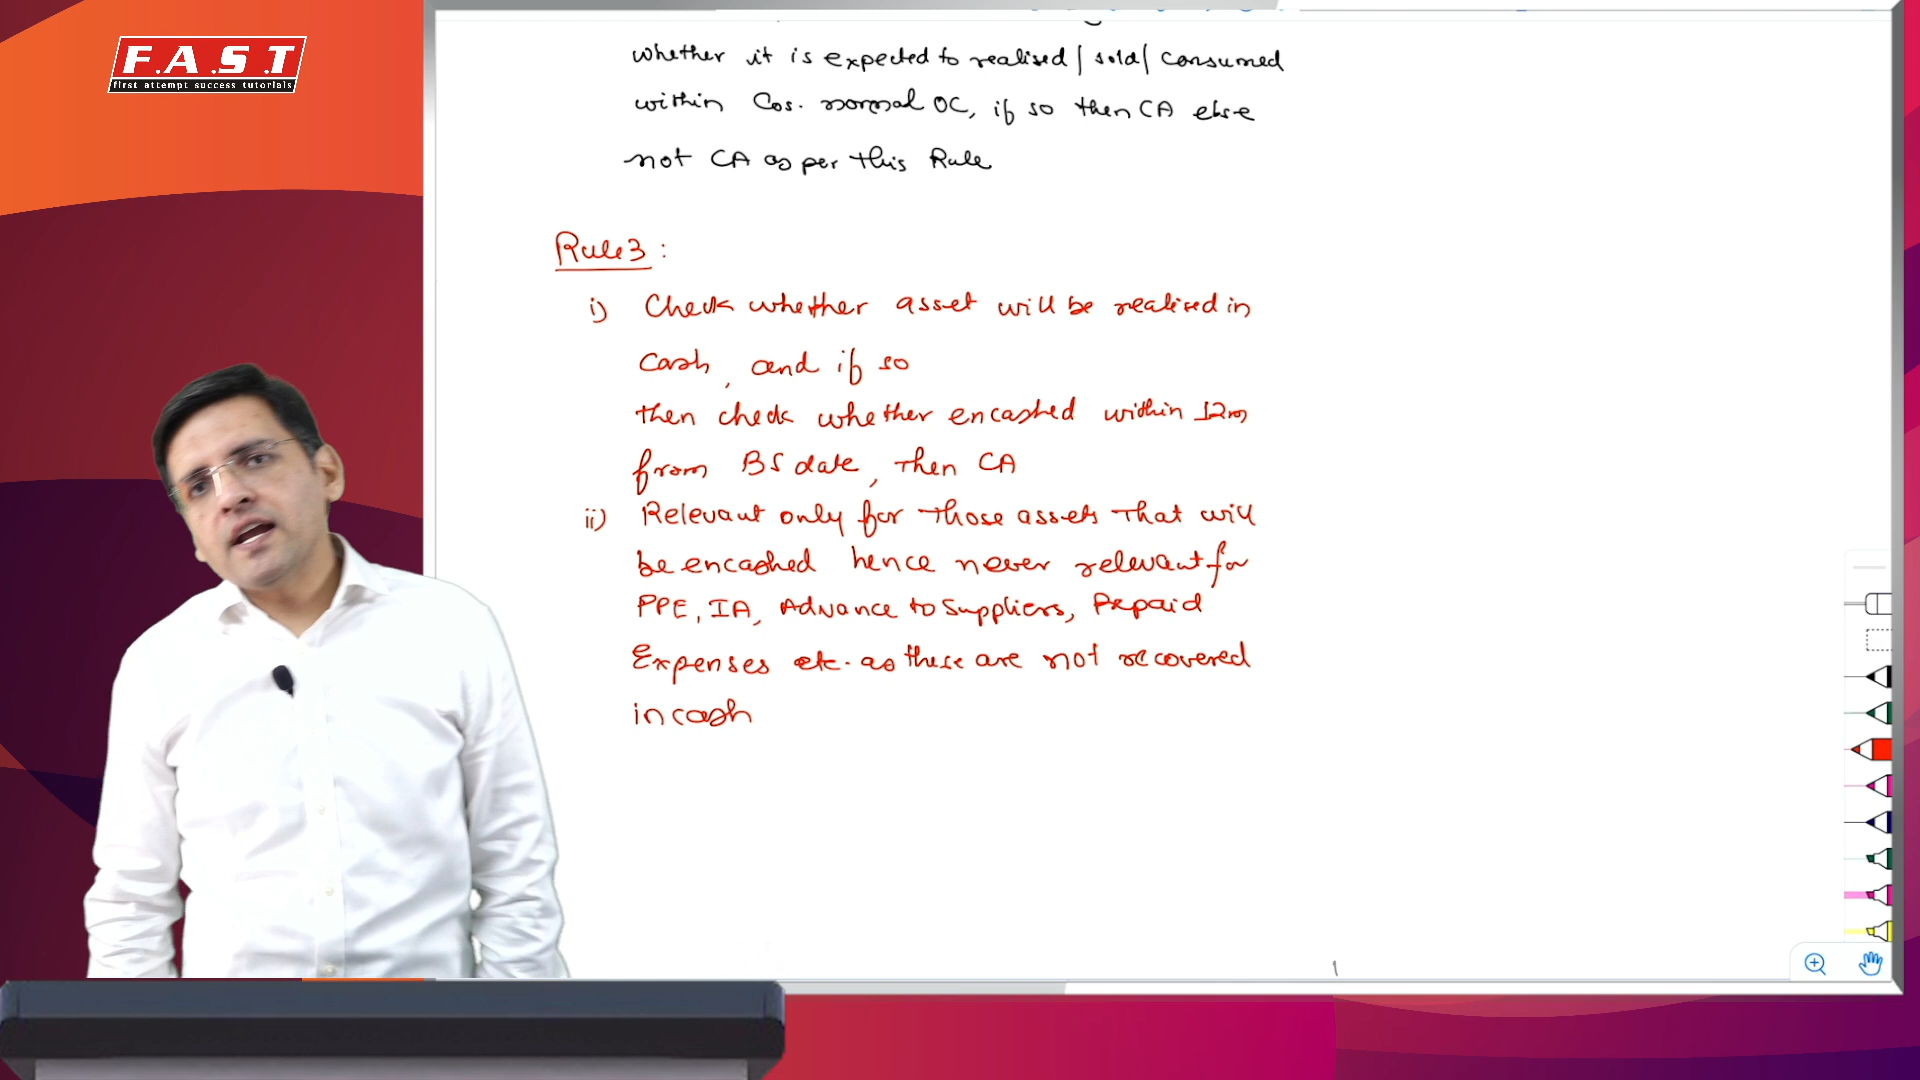 F.A.S.T
first attempt success tutorials
whether it is expected to realised / sold / consumed
within Cos. normal OC, if so then CA else
not CA as per this Rule
Rule 3 :
i) Check whether asset will be realised in
cash, and if so
then check whether encashed within 12m
from BS date, then CA
ii) Relevant only for those assets that will
be encashed hence never relevant for
PPE, IA, Advance to suppliers, Prepaid
Expenses etc. as these are not recovered
in cash